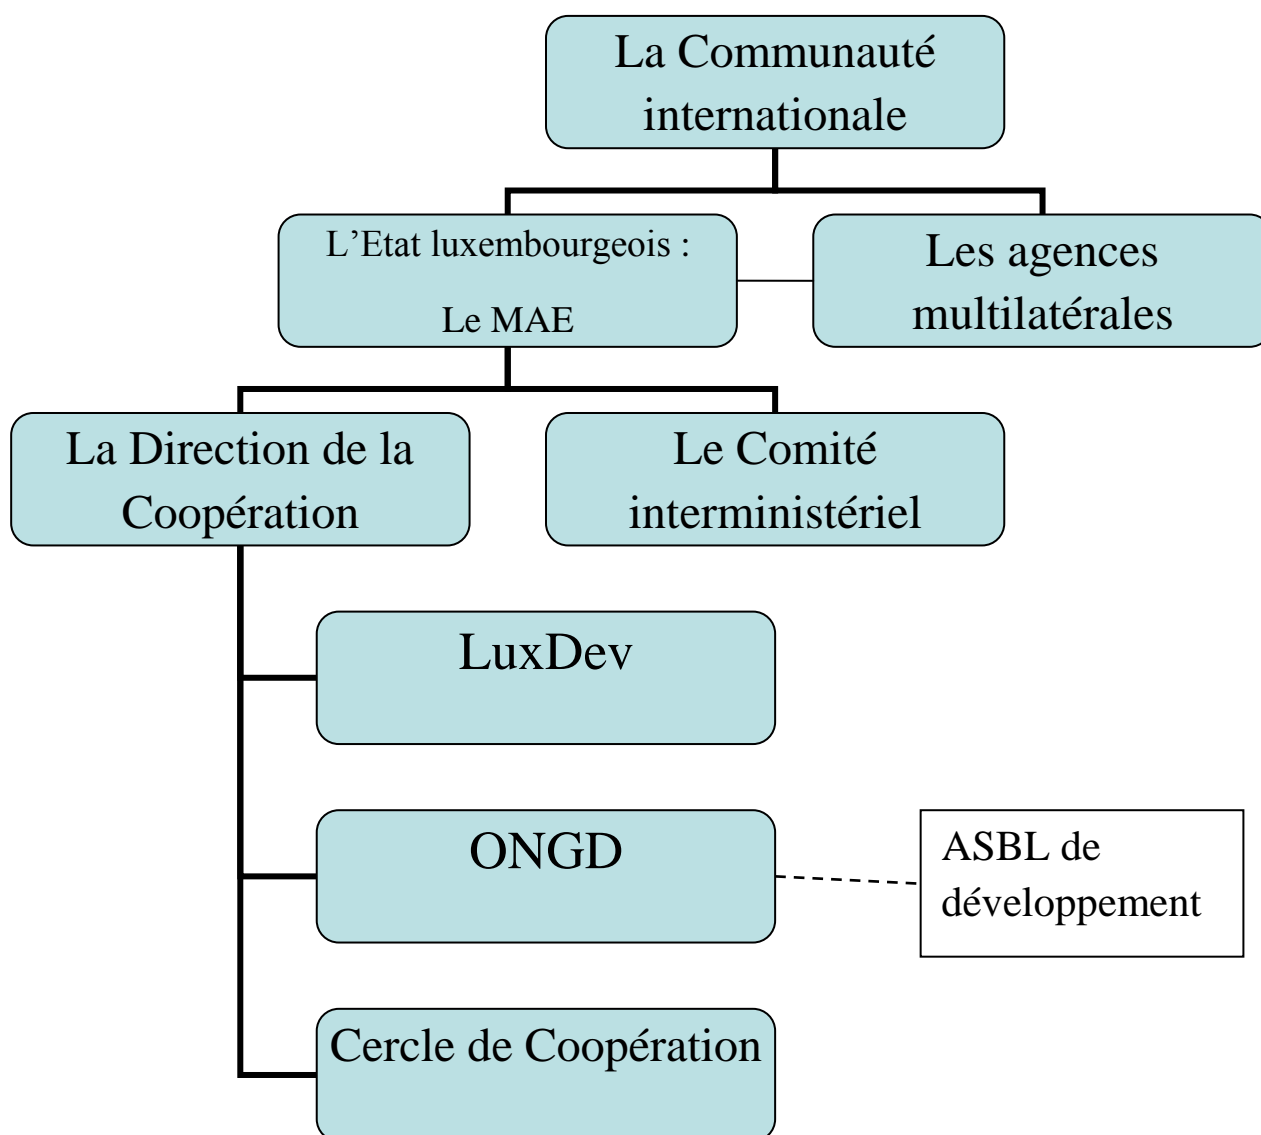 La Communauté
internationale
L’Etat luxembourgeois :
Le MAE
Les agences
multilatérales
La Direction de la
Coopération
Le Comité
interministériel
LuxDev
ONGD
ASBL de
développement
Cercle de Coopération